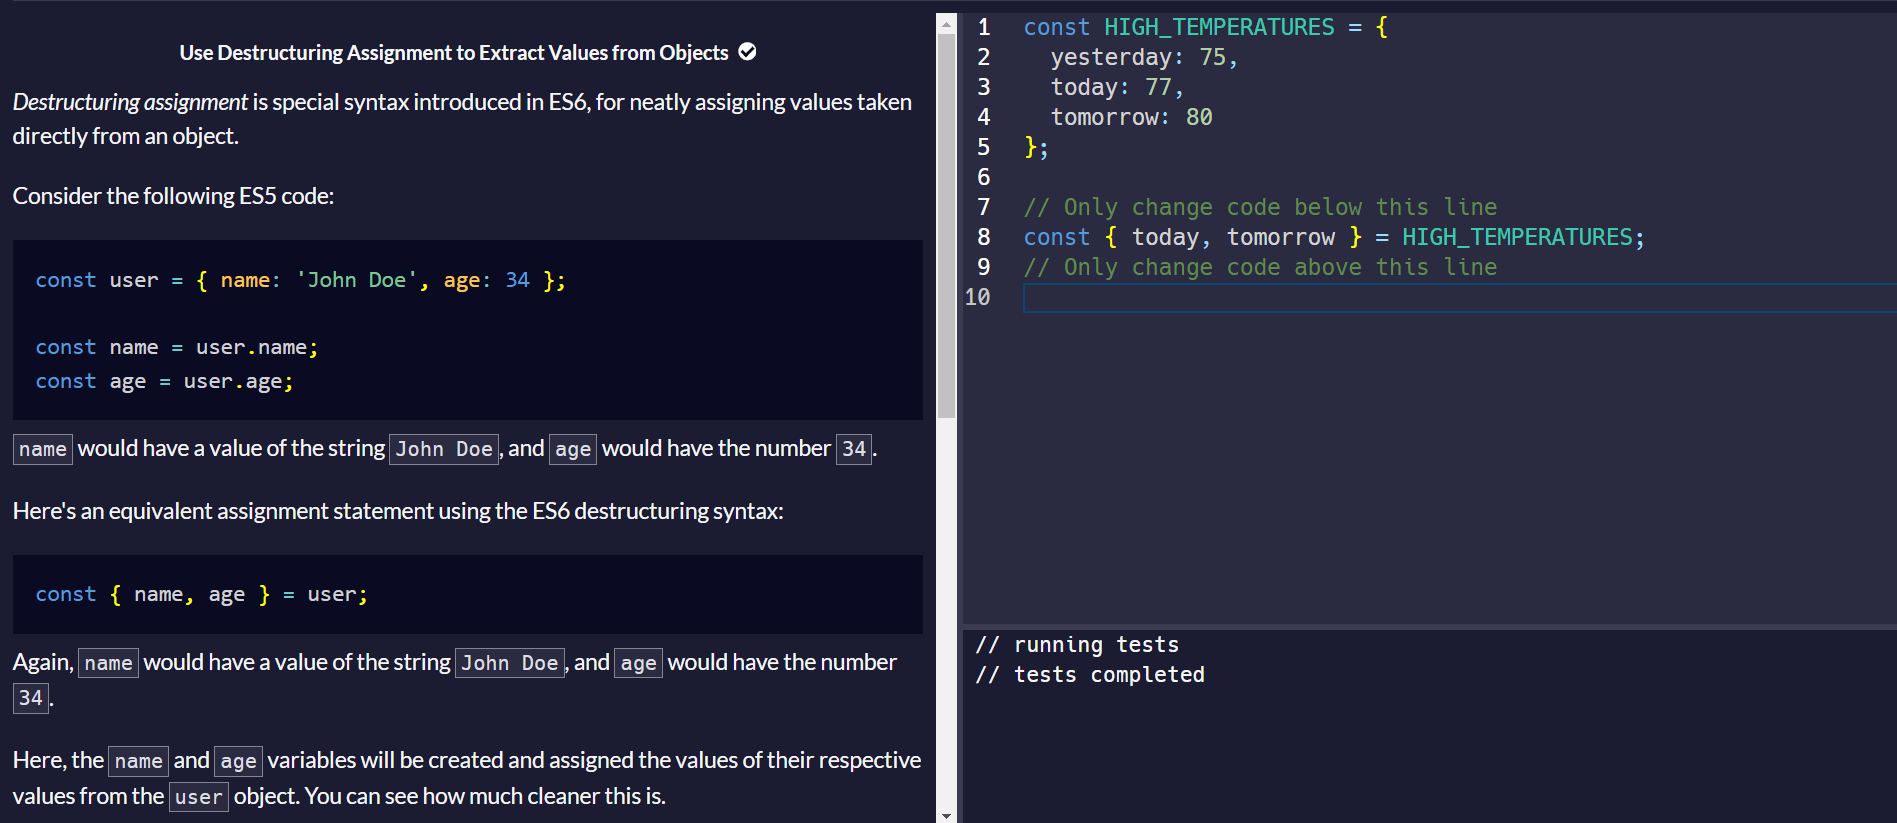 Use Destructuring Assignment to Extract Values from Objects
Destructuring assignment is special syntax introduced in ES6, for neatly assigning values taken
directly from an object.
Consider the following ES5 code:
const user = { name: 'John Doe', age: 34 };
const name = user.name;
const age = user.age;
name would have a value of the string John Doe, and age would have the number 34.
Here's an equivalent assignment statement using the ES6 destructuring syntax:
const { name, age } = user;
Again, name would have a value of the string John Doe, and age would have the number
34.
Here, the name and age variables will be created and assigned the values of their respective
values from the user object. You can see how much cleaner this is.
1 const HIGH_TEMPERATURES = {
2   yesterday: 75,
3   today: 77,
4   tomorrow: 80
5 };
6
7 // Only change code below this line
8 const { today, tomorrow } = HIGH_TEMPERATURES;
9 // Only change code above this line
10
// running tests
// tests completed